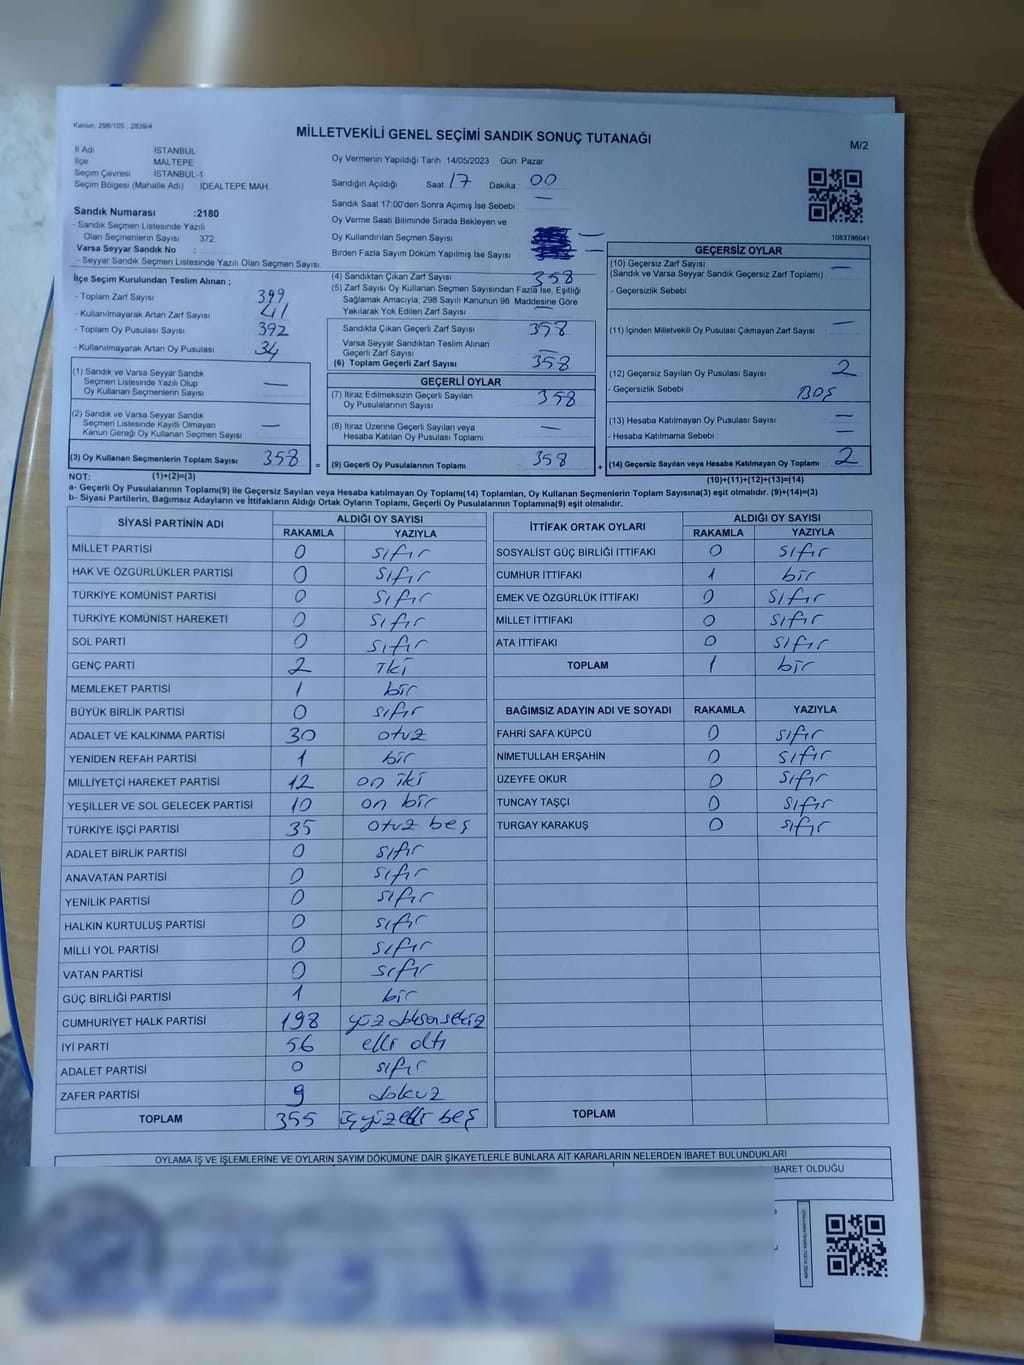 Kanun: 298/105 , 2839/4
MİLLETVEKİLİ GENEL SEÇİMİ SANDIK SONUÇ TUTANAĞI
M/2
İl Adı İSTANBUL
İlçe MALTEPE
Seçim Çevresi İSTANBUL-1
Seçim Bölgesi (Mahalle Adı) İDEALTEPE MAH.
Oy Vermenin Yapıldığı Tarih 14/05/2023 Gün Pazar
Sandığın Açıldığı Saat 17 Dakika 00
Sandık Saat 17:00'den Sonra Açımış İse Sebebi —
Oy Verme Saati Bitiminde Sırada Bekleyen ve
Oy Kullandırılan Seçmen Sayısı —
Birden Fazla Sayım Döküm Yapılmış İse Sayısı —
Sandık Numarası :2180
- Sandık Seçmen Listesinde Yazılı
Olan Seçmenlerin Sayısı 372
Varsa Seyyar Sandık No :
- Seyyar Sandık Seçmen Listesinde Yazılı Olan Seçmen Sayısı :
İlçe Seçim Kurulundan Teslim Alınan ;
- Toplam Zarf Sayısı 399
- Kullanılmayarak Artan Zarf Sayısı 41
- Toplam Oy Pusulası Sayısı 392
- Kullanılmayarak Artan Oy Pusulası 34
(1) Sandık ve Varsa Seyyar Sandık
Seçmen Listesinde Yazılı Olup
Oy Kullanan Seçmenlerin Sayısı —
(2) Sandık ve Varsa Seyyar Sandık
Seçmen Listesinde Kayıtlı Olmayan
Kanun Gereği Oy Kullanan Seçmen Sayısı —
(3) Oy Kullanan Seçmenlerin Toplam Sayısı 358
(1)+(2)=(3)
(4) Sandıktan Çıkan Zarf Sayısı 358
(5) Zarf Sayısı Oy Kullanan Seçmen Sayısından Fazla İse, Eşitliği
Sağlamak Amacıyla, 298 Sayılı Kanunun 98. Maddesine Göre
Yakılarak Yok Edilen Zarf Sayısı —
Sandıkta Çıkan Geçerli Zarf Sayısı 358
Varsa Seyyar Sandıktan Teslim Alınan
Geçerli Zarf Sayısı —
(6) Toplam Geçerli Zarf Sayısı 358
GEÇERLİ OYLAR
(7) İtiraz Edilmeksizin Geçerli Sayılan
Oy Pusulalarının Sayısı 358
(8) İtiraz Üzerine Geçerli Sayılan veya
Hesaba Katılan Oy Pusulası Toplamı —
= (9) Geçerli Oy Pusulalarının Toplamı 358 +
1083766041
GEÇERSİZ OYLAR
(10) Geçersiz Zarf Sayısı —
(Sandık ve Varsa Seyyar Sandık Geçersiz Zarf Toplamı)
- Geçersizlik Sebebi :
(11) İçinden Milletvekili Oy Pusulası Çıkmayan Zarf Sayısı —
(12) Geçersiz Sayılan Oy Pusulası Sayısı 2
- Geçersizlik Sebebi BOŞ
(13) Hesaba Katılmayan Oy Pusulası Sayısı —
- Hesaba Katılmama Sebebi : —
(14) Geçersiz Sayılan veya Hesaba Katılmayan Oy Toplamı 2
(10)+(11)+(12)+(13)=(14)
NOT:
a- Geçerli Oy Pusulalarının Toplamı(9) ile Geçersiz Sayılan veya Hesaba katılmayan Oy Toplamı(14) Toplamları, Oy Kullanan Seçmenlerin Toplam Sayısına(3) eşit olmalıdır. (9)+(14)=(3)
b- Siyasi Partilerin, Bağımsız Adayların ve İttifakların Aldığı Ortak Oyların Toplamı, Geçerli Oy Pusulalarının Toplamına(9) eşit olmalıdır.
SİYASİ PARTİNİN ADI
ALDIĞI OY SAYISI
RAKAMLA YAZIYLA
MİLLET PARTİSİ 0 sıfır
HAK VE ÖZGÜRLÜKLER PARTİSİ 0 sıfır
TÜRKİYE KOMÜNİST PARTİSİ 0 sıfır
TÜRKİYE KOMÜNİST HAREKETİ 0 sıfır
SOL PARTİ 0 sıfır
GENÇ PARTİ 2 iki
MEMLEKET PARTİSİ 1 bir
BÜYÜK BİRLİK PARTİSİ 0 sıfır
ADALET VE KALKINMA PARTİSİ 30 otuz
YENİDEN REFAH PARTİSİ 1 bir
MİLLİYETÇİ HAREKET PARTİSİ 12 on iki
YEŞİLLER VE SOL GELECEK PARTİSİ 10 on bir
TÜRKİYE İŞÇİ PARTİSİ 35 otuz beş
ADALET BİRLİK PARTİSİ 0 sıfır
ANAVATAN PARTİSİ 0 sıfır
YENİLİK PARTİSİ 0 sıfır
HALKIN KURTULUŞ PARTİSİ 0 sıfır
MİLLİ YOL PARTİSİ 0 sıfır
VATAN PARTİSİ 0 sıfır
GÜÇ BİRLİĞİ PARTİSİ 1 bir
CUMHURİYET HALK PARTİSİ 198 yüz doksan sekiz
İYİ PARTİ 56 elli altı
ADALET PARTİSİ 0 sıfır
ZAFER PARTİSİ 9 dokuz
TOPLAM 355 üç yüz elli beş
İTTİFAK ORTAK OYLARI
ALDIĞI OY SAYISI
RAKAMLA YAZIYLA
SOSYALİST GÜÇ BİRLİĞİ İTTİFAKI 0 sıfır
CUMHUR İTTİFAKI 1 bir
EMEK VE ÖZGÜRLÜK İTTİFAKI 0 sıfır
MİLLET İTTİFAKI 0 sıfır
ATA İTTİFAKI 0 sıfır
TOPLAM 1 bir
BAĞIMSIZ ADAYIN ADI VE SOYADI RAKAMLA YAZIYLA
FAHRİ SAFA KÜPCÜ 0 sıfır
NİMETULLAH ERŞAHİN 0 sıfır
ÜZEYFE OKUR 0 sıfır
TUNCAY TAŞÇI 0 sıfır
TURGAY KARAKUŞ 0 sıfır
TOPLAM
OYLAMA İŞ VE İŞLEMLERİNE VE OYLARIN SAYIM DÖKÜMÜNE DAİR ŞİKAYETLERLE BUNLARA AİT KARARLARIN NELERDEN İBARET BULUNDUKLARI
BARET OLDUĞU